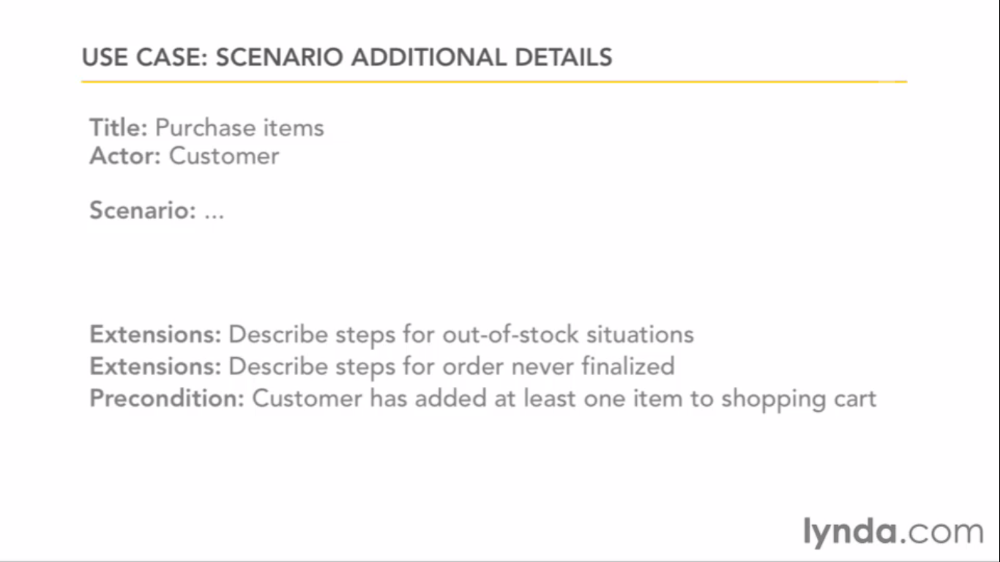 USE CASE: SCENARIO ADDITIONAL DETAILS
Title: Purchase items
Actor: Customer
Scenario: ...
Extensions: Describe steps for out-of-stock situations
Extensions: Describe steps for order never finalized
Precondition: Customer has added at least one item to shopping cart
lynda.com